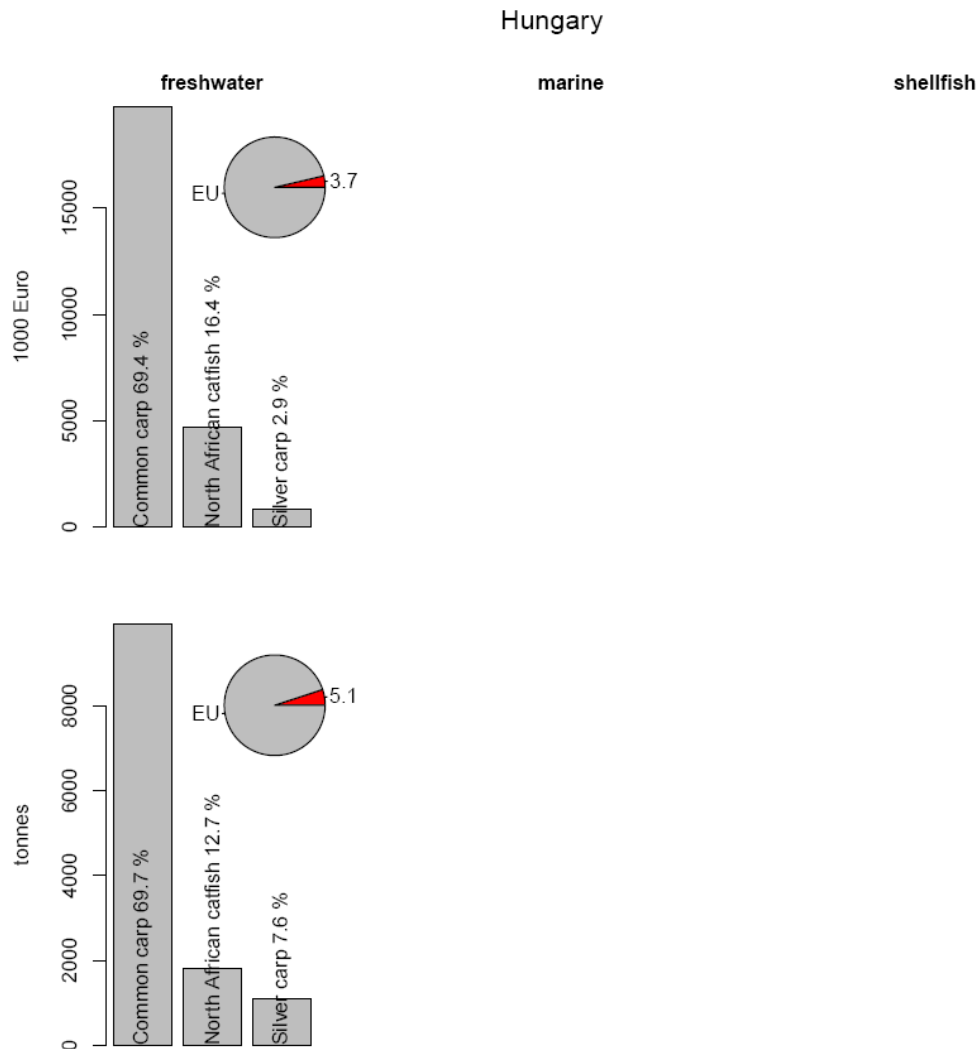 Hungary
freshwater
marine
shellfish
1000 Euro
15000
10000
5000
0
Common carp 69.4 %
North African catfish 16.4 %
Silver carp 2.9 %
EU
3.7
tonnes
8000
6000
4000
2000
0
Common carp 69.7 %
North African catfish 12.7 %
Silver carp 7.6 %
EU
5.1